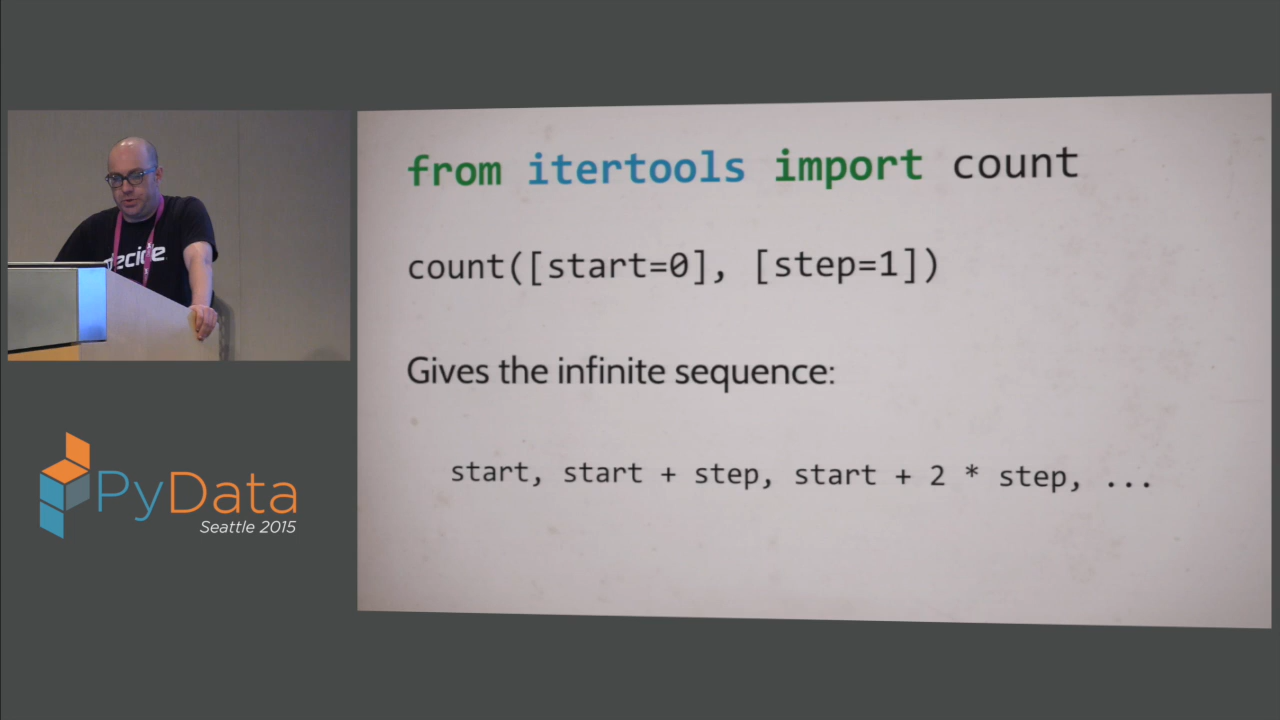 from itertools import count
count([start=0], [step=1])
Gives the infinite sequence:
start, start + step, start + 2 * step, ...
ecide
PyData
Seattle 2015